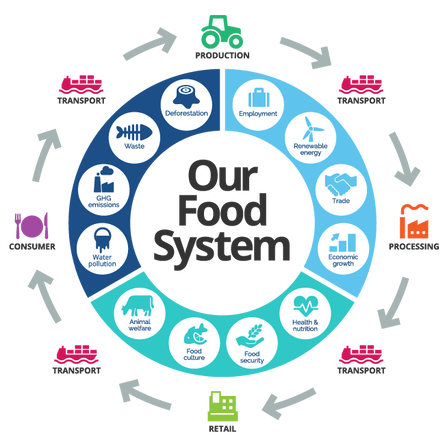 PRODUCTION
TRANSPORT
TRANSPORT
Deforestation
Employment
Waste
Renewable
energy
GHG
emissions
Trade
Our
Food
System
CONSUMER
PROCESSING
Water
pollution
Economic
growth
Animal
welfare
Health &
nutrition
Food
culture
Food
security
TRANSPORT
TRANSPORT
RETAIL